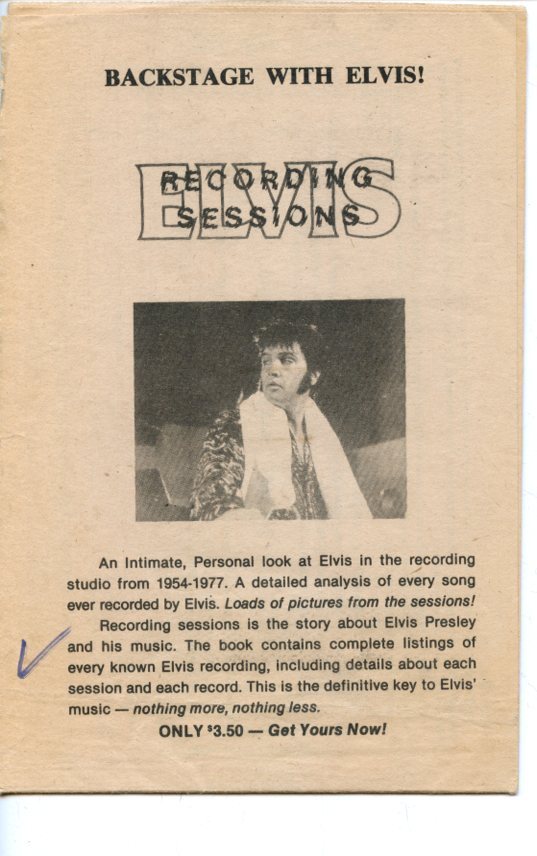 BACKSTAGE WITH ELVIS!
ELVIS
RECORDING
SESSIONS
An Intimate, Personal look at Elvis in the recording
studio from 1954-1977. A detailed analysis of every song
ever recorded by Elvis. Loads of pictures from the sessions!
Recording sessions is the story about Elvis Presley
and his music. The book contains complete listings of
every known Elvis recording, including details about each
session and each record. This is the definitive key to Elvis'
music — nothing more, nothing less.
ONLY $3.50 — Get Yours Now!